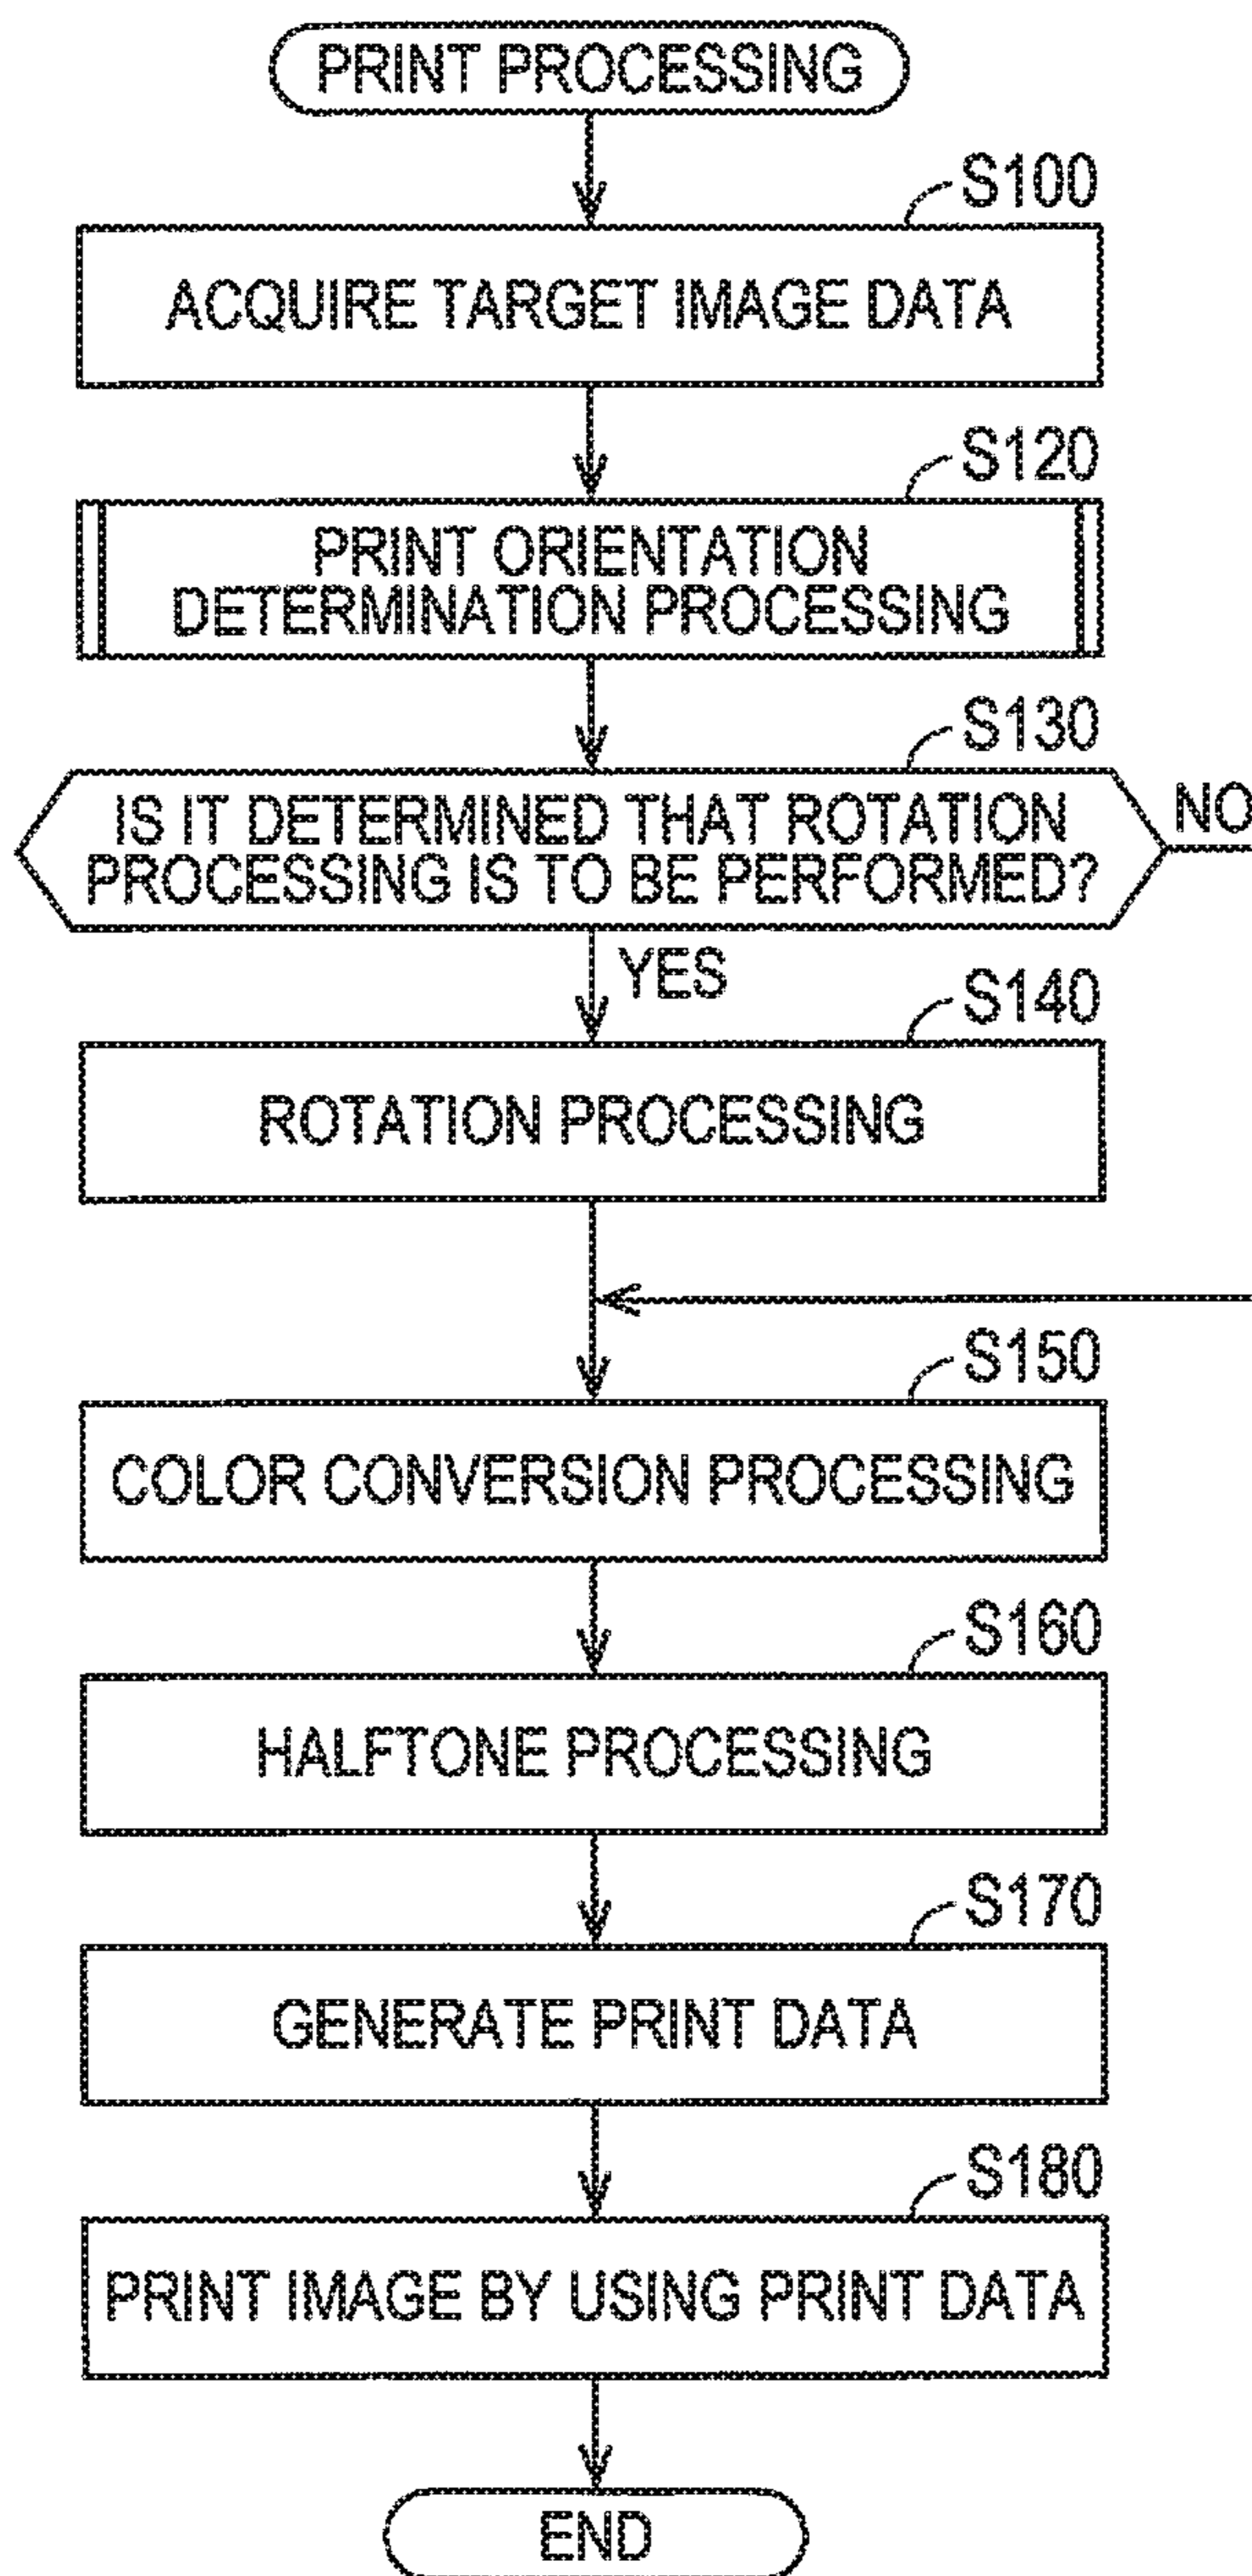 PRINT PROCESSING
S100
ACQUIRE TARGET IMAGE DATA
S120
PRINT ORIENTATION
DETERMINATION PROCESSING
S130
IS IT DETERMINED THAT ROTATION
PROCESSING IS TO BE PERFORMED?
NO
YES
S140
ROTATION PROCESSING
S150
COLOR CONVERSION PROCESSING
S160
HALFTONE PROCESSING
S170
GENERATE PRINT DATA
S180
PRINT IMAGE BY USING PRINT DATA
END